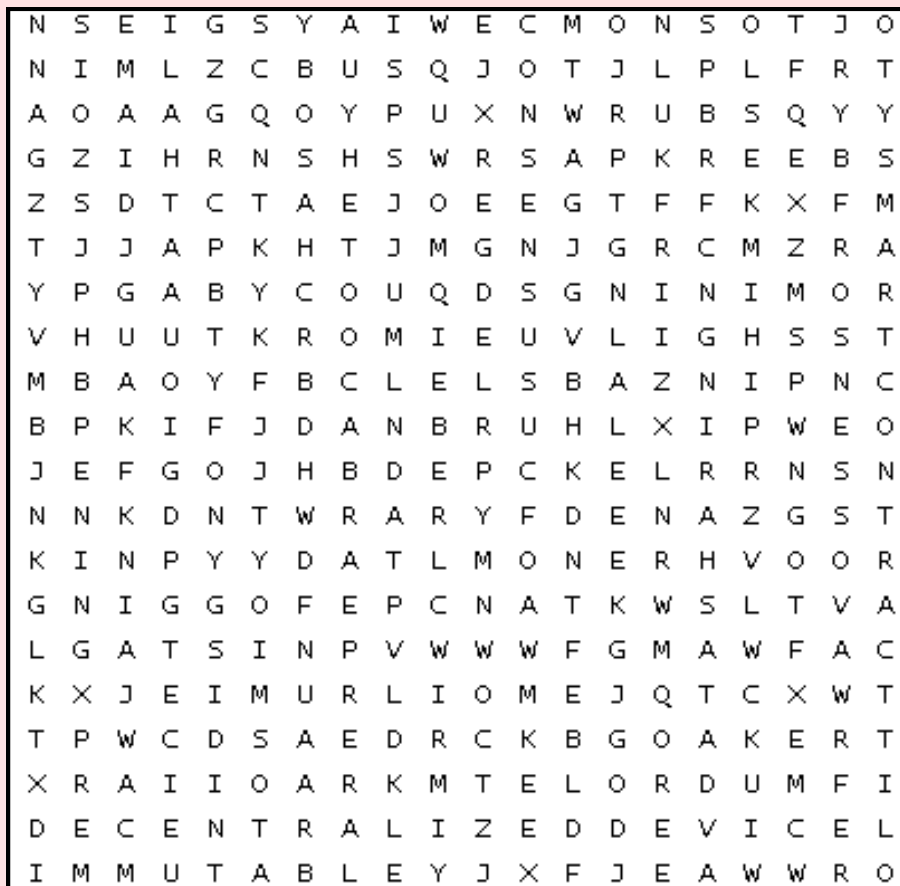 N S E I G S Y A I W E C M O N S O T J O
N I M L Z C B U S Q J O T J L P L F R T
A O A A G Q O Y P U X N W R U B S Q Y Y
G Z I H R N S H S W R S A P K R E E B S
Z S D T C T A E J O E E G T F F K X F M
T J J A P K H T J M G N J G R C M Z R A
Y P G A B Y C O U Q D S G N I N I M O R
V H U U T K R O M I E U V L I G H S S T
M B A O Y F B C L E L S B A Z N I P N C
B P K I F J D A N B R U H L X I P W E O
J E F G O J H B D E P C K E L R R N S N
N N K D N T W R A R Y F D E N A Z G S T
K I N P Y Y D A T L M O N E R H V O O R
G N I G G O F E P C N A T K W S L T V A
L G A T S I N P V W W W F G M A W F A C
K X J E I M U R L I O M E J Q T C X W T
T P W C D S A E D R C K B G O A K E R T
X R A I I O A R K M T E L O R D U M F I
D E C E N T R A L I Z E D D E V I C E L
I M M U T A B L E Y J X F J E A W W R O